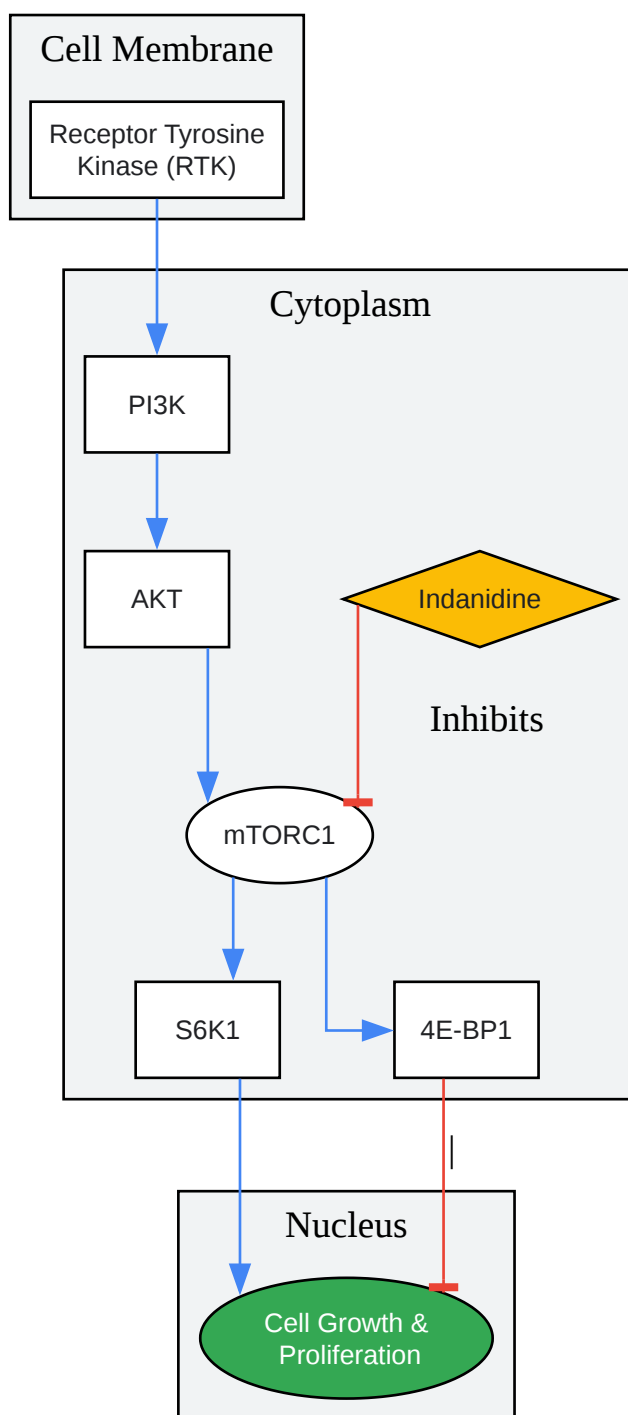 Cell Membrane
Receptor Tyrosine
Kinase (RTK)
Cytoplasm
PI3K
AKT
Indanidine
Inhibits
mTORC1
S6K1
4E-BP1
|
Nucleus
Cell Growth &
Proliferation